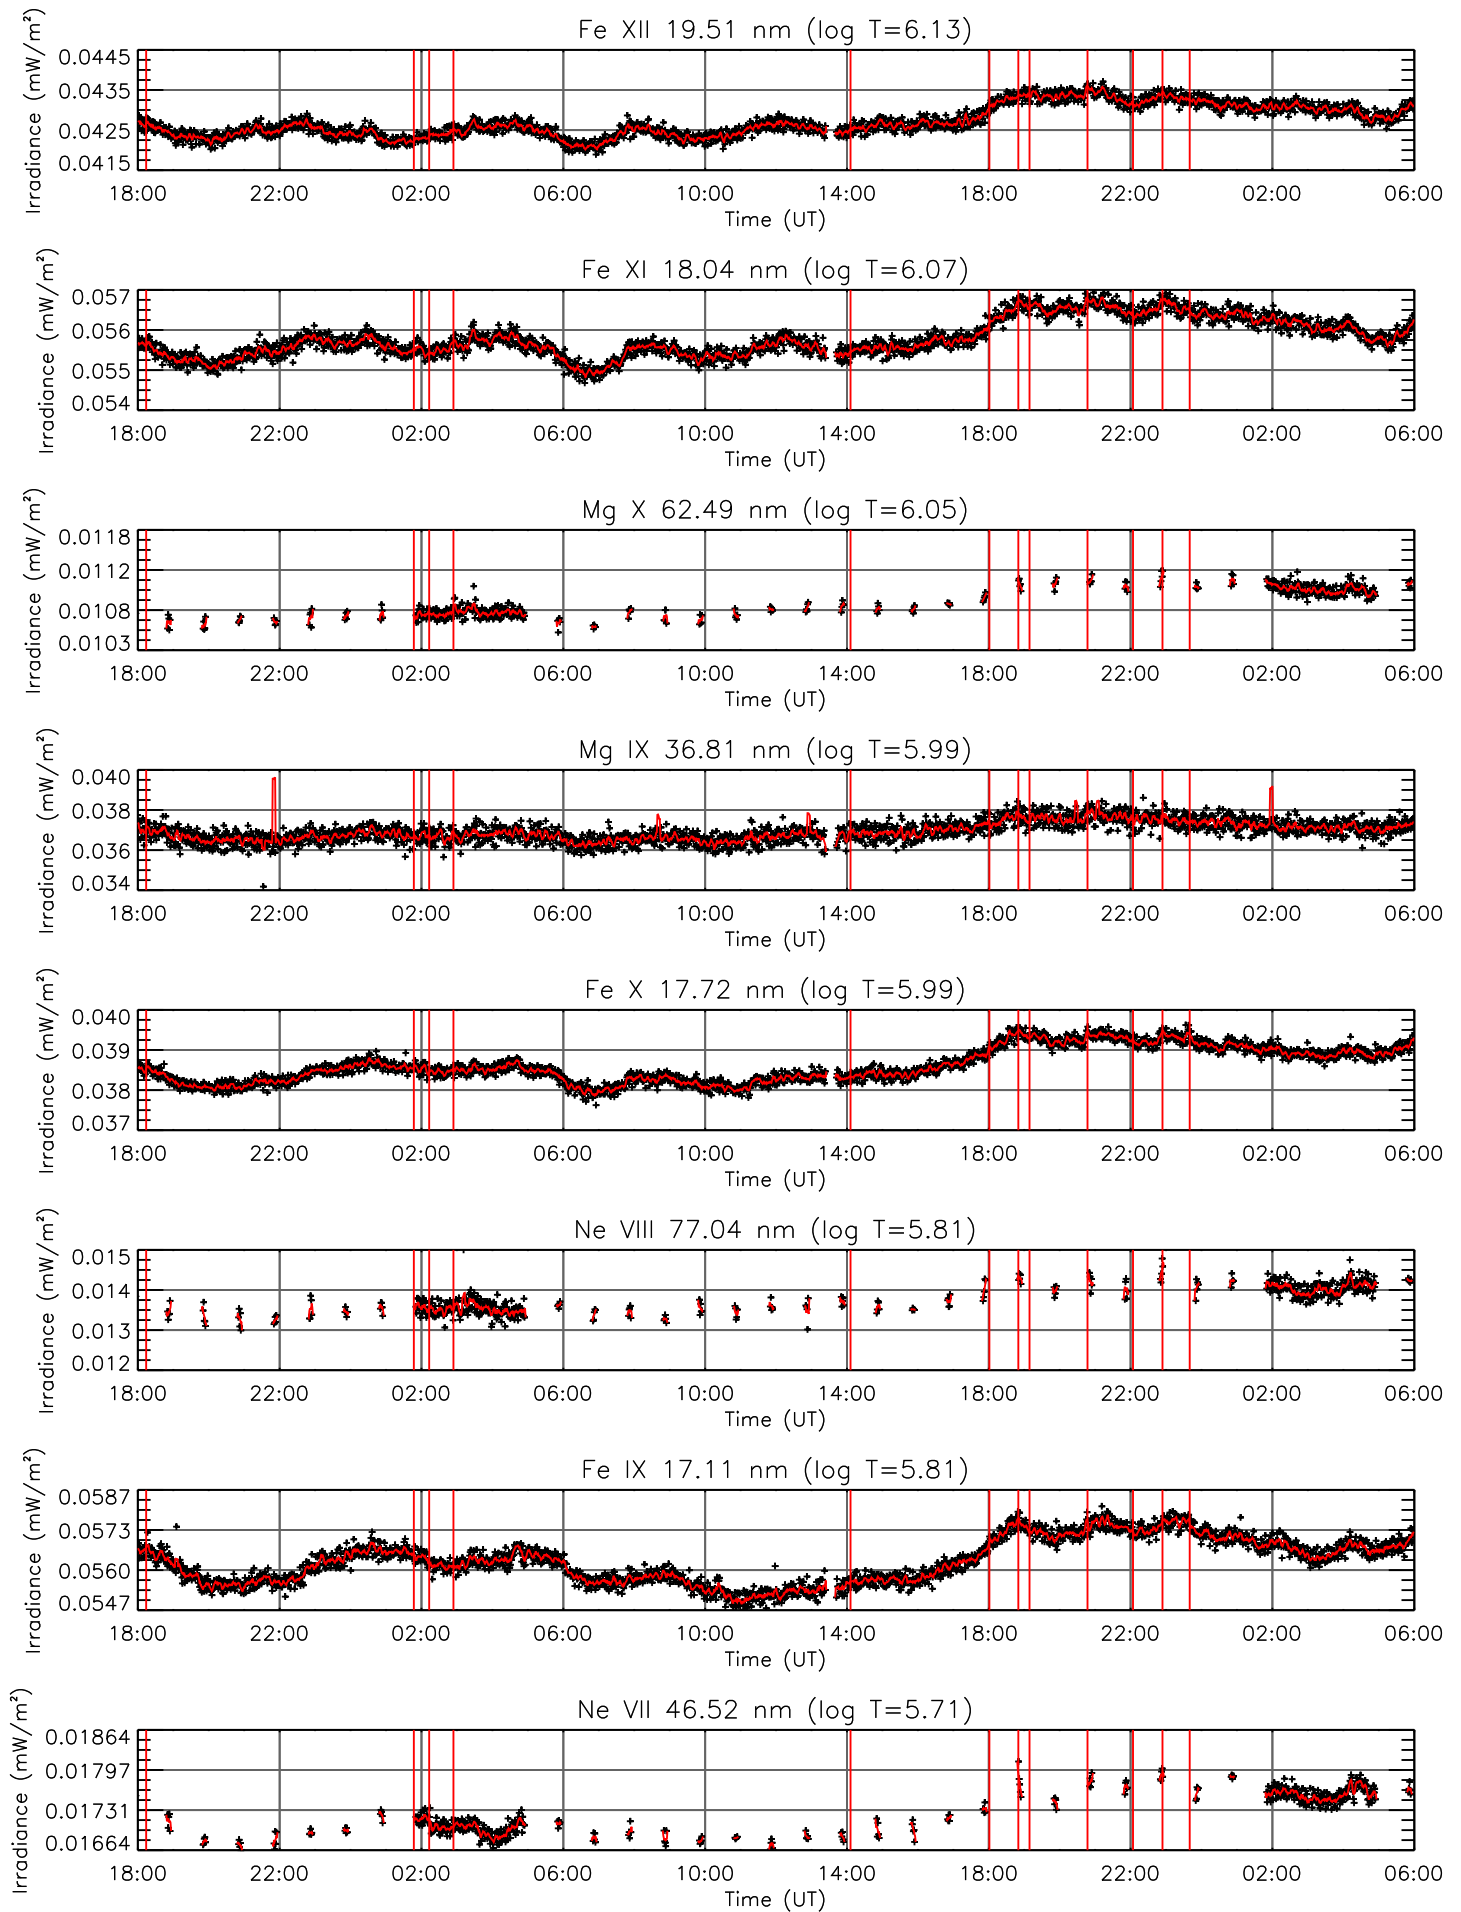 Fe XII 19.51 nm (log T=6.13)
Irradiance (mW/m²)
0.0445
0.0435
0.0425
0.0415
18:00 22:00 02:00 06:00 10:00 14:00 18:00 22:00 02:00 06:00
Time (UT)
Fe XI 18.04 nm (log T=6.07)
Irradiance (mW/m²)
0.057
0.056
0.055
0.054
18:00 22:00 02:00 06:00 10:00 14:00 18:00 22:00 02:00 06:00
Time (UT)
Mg X 62.49 nm (log T=6.05)
Irradiance (mW/m²)
0.0118
0.0112
0.0108
0.0103
18:00 22:00 02:00 06:00 10:00 14:00 18:00 22:00 02:00 06:00
Time (UT)
Mg IX 36.81 nm (log T=5.99)
Irradiance (mW/m²)
0.040
0.038
0.036
0.034
18:00 22:00 02:00 06:00 10:00 14:00 18:00 22:00 02:00 06:00
Time (UT)
Fe X 17.72 nm (log T=5.99)
Irradiance (mW/m²)
0.040
0.039
0.038
0.037
18:00 22:00 02:00 06:00 10:00 14:00 18:00 22:00 02:00 06:00
Time (UT)
Ne VIII 77.04 nm (log T=5.81)
Irradiance (mW/m²)
0.015
0.014
0.013
0.012
18:00 22:00 02:00 06:00 10:00 14:00 18:00 22:00 02:00 06:00
Time (UT)
Fe IX 17.11 nm (log T=5.81)
Irradiance (mW/m²)
0.0587
0.0573
0.0560
0.0547
18:00 22:00 02:00 06:00 10:00 14:00 18:00 22:00 02:00 06:00
Time (UT)
Ne VII 46.52 nm (log T=5.71)
Irradiance (mW/m²)
0.01864
0.01797
0.01731
0.01664
18:00 22:00 02:00 06:00 10:00 14:00 18:00 22:00 02:00 06:00
Time (UT)